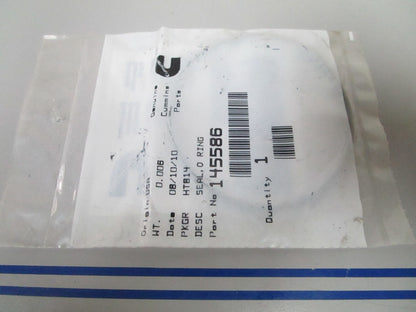 Genuine
Cummins
Parts
Origin USA
WT. 0.008
Date 08/10/10
PKGR HTB14
DESC SEAL,O RING
Part No 145586
Quantity 1